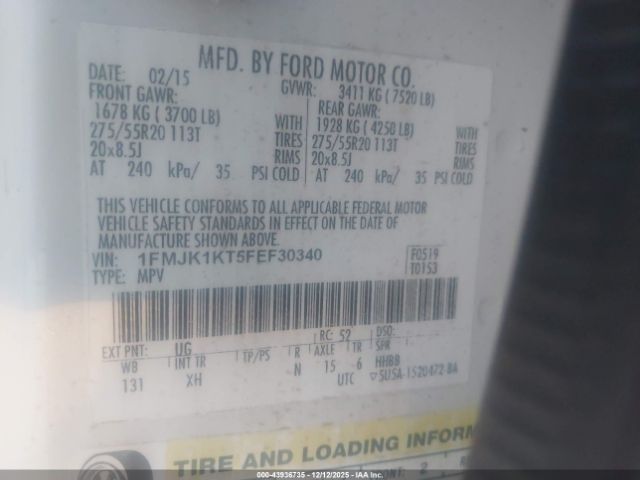 MFD. BY FORD MOTOR CO.
DATE: 02/15 GVWR: 3411 KG ( 7520 LB)
FRONT GAWR: REAR GAWR:
1678 KG ( 3700 LB) WITH 1928 KG ( 4250 LB) WITH
275/55R20 113T TIRES 275/55R20 113T TIRES
20x8.5J RIMS 20x8.5J RIMS
AT 240 kPa/ 35 PSI COLD AT 240 kPa/ 35 PSI COLD
THIS VEHICLE CONFORMS TO ALL APPLICABLE FEDERAL MOTOR
VEHICLE SAFETY STANDARDS IN EFFECT ON THE DATE OF
MANUFACTURE SHOWN ABOVE.
VIN: 1FMJK1KT5FEF30340 F0519
TYPE: MPV T0153
EXT PNT: UG RC: 52 DSO:
WB INT TR TP/PS R AXLE TR SPR
131 XH N 15 6 HHBB
UTC ▽5U5A-1520472-BA
TIRE AND LOADING INFORM
2
000-43936735 - 12/12/2025 - IAAI.COM